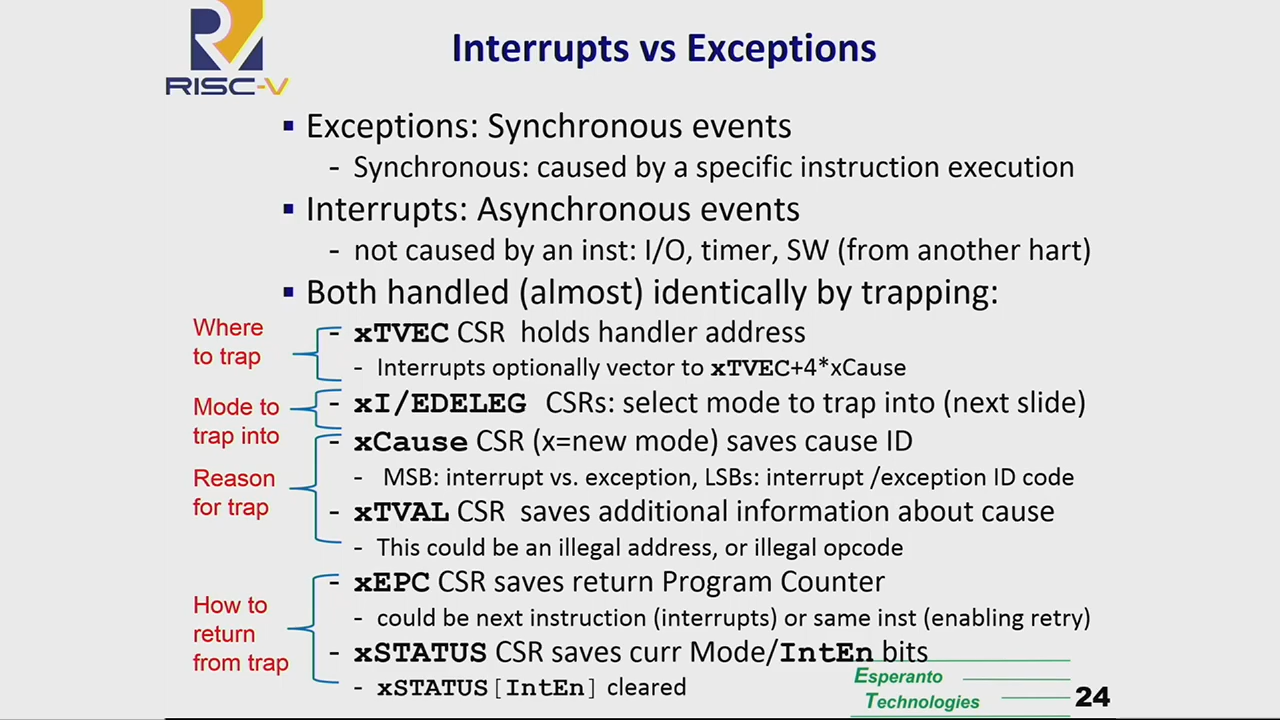 RISC-V
Interrupts vs Exceptions
▪ Exceptions: Synchronous events
- Synchronous: caused by a specific instruction execution
▪ Interrupts: Asynchronous events
- not caused by an inst: I/O, timer, SW (from another hart)
▪ Both handled (almost) identically by trapping:
Where
to trap
- xTVEC CSR holds handler address
- Interrupts optionally vector to xTVEC+4*xCause
Mode to
trap into
- xI/EDELEG CSRs: select mode to trap into (next slide)
Reason
for trap
- xCause CSR (x=new mode) saves cause ID
- MSB: interrupt vs. exception, LSBs: interrupt /exception ID code
- xTVAL CSR saves additional information about cause
- This could be an illegal address, or illegal opcode
How to
return
from trap
- xEPC CSR saves return Program Counter
- could be next instruction (interrupts) or same inst (enabling retry)
- xSTATUS CSR saves curr Mode/IntEn bits
- xSTATUS[IntEn] cleared
Esperanto
Technologies
24